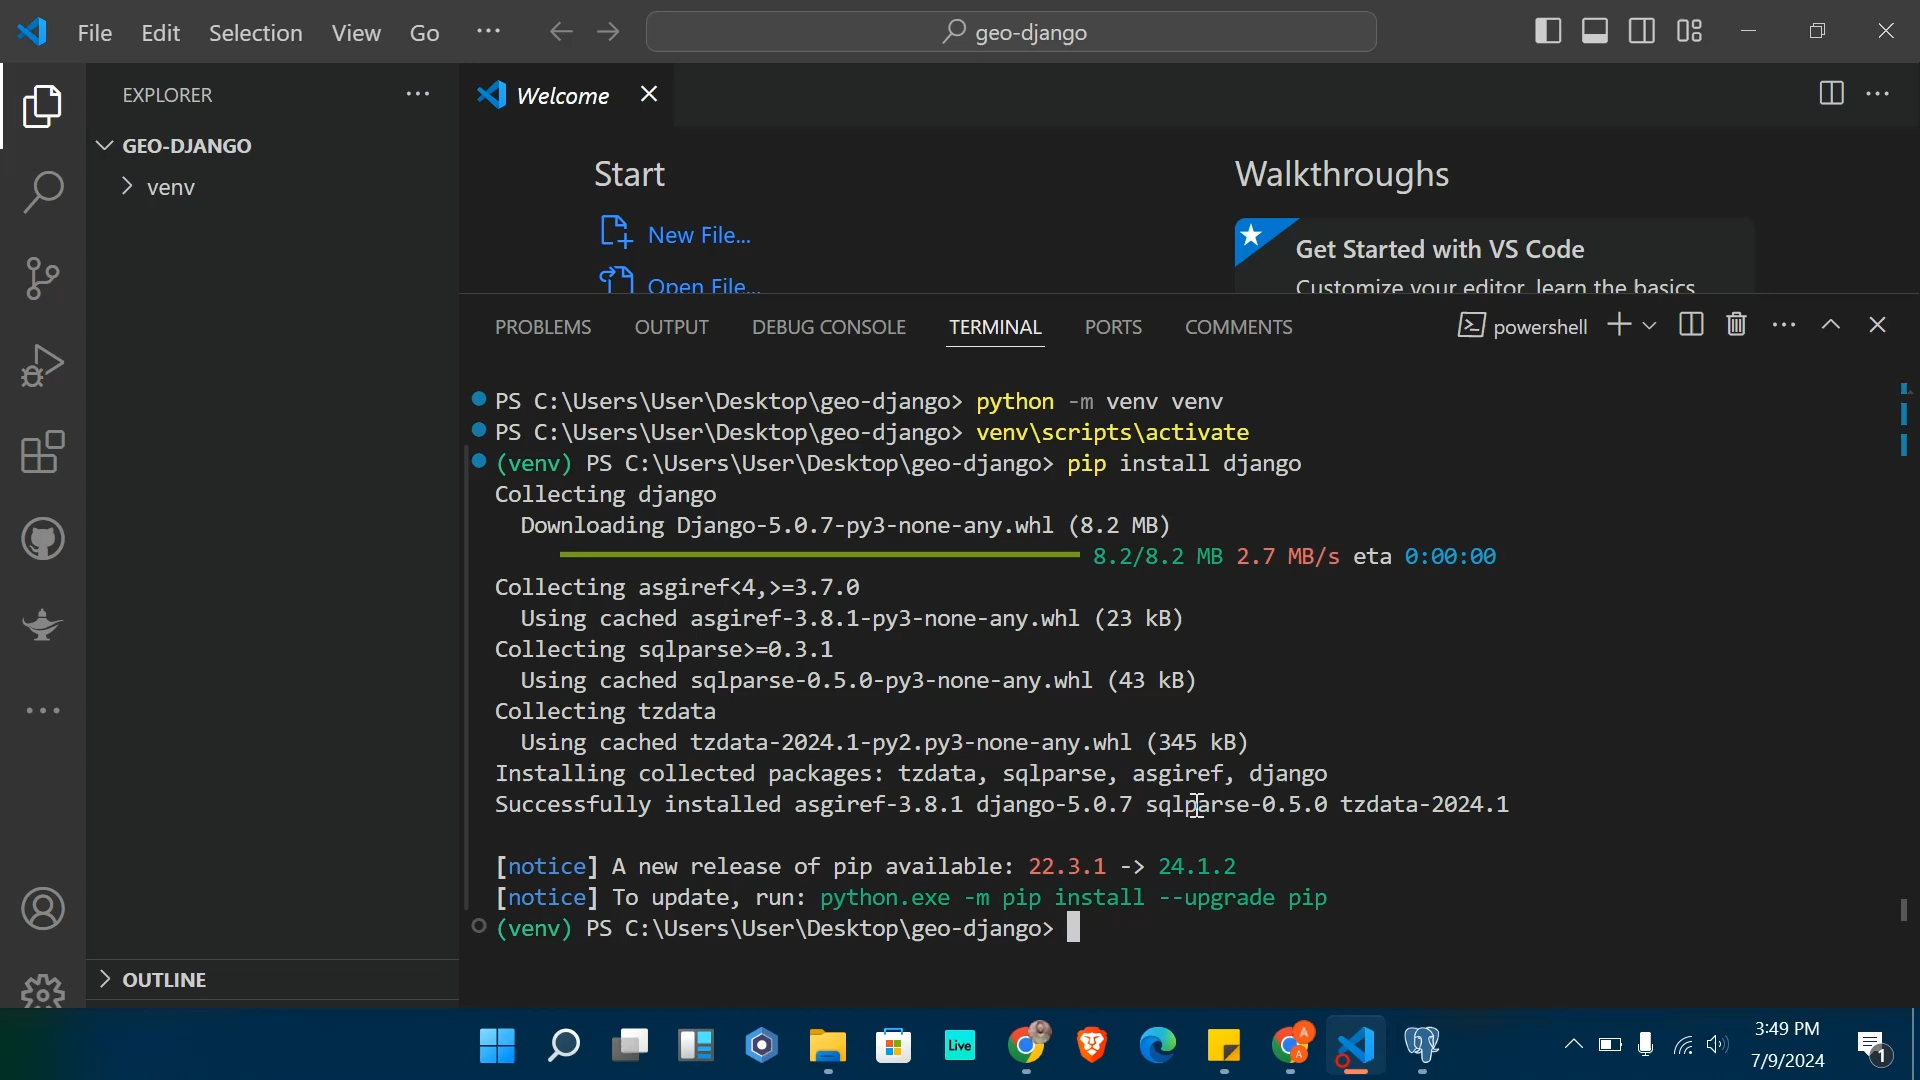 File Edit Selection View Go ··· geo-django
EXPLORER
GEO-DJANGO
venv
OUTLINE
Welcome
Start
New File...
Open File...
Walkthroughs
Get Started with VS Code
Customize your editor, learn the basics
PROBLEMS OUTPUT DEBUG CONSOLE TERMINAL PORTS COMMENTS powershell
PS C:\Users\User\Desktop\geo-django> python -m venv venv
PS C:\Users\User\Desktop\geo-django> venv\scripts\activate
(venv) PS C:\Users\User\Desktop\geo-django> pip install django
Collecting django
Downloading Django-5.0.7-py3-none-any.whl (8.2 MB)
8.2/8.2 MB 2.7 MB/s eta 0:00:00
Collecting asgiref<4,>=3.7.0
Using cached asgiref-3.8.1-py3-none-any.whl (23 kB)
Collecting sqlparse>=0.3.1
Using cached sqlparse-0.5.0-py3-none-any.whl (43 kB)
Collecting tzdata
Using cached tzdata-2024.1-py2.py3-none-any.whl (345 kB)
Installing collected packages: tzdata, sqlparse, asgiref, django
Successfully installed asgiref-3.8.1 django-5.0.7 sqlparse-0.5.0 tzdata-2024.1
[notice] A new release of pip available: 22.3.1 -> 24.1.2
[notice] To update, run: python.exe -m pip install --upgrade pip
(venv) PS C:\Users\User\Desktop\geo-django>
Live
A
A
3:49 PM
7/9/2024
1